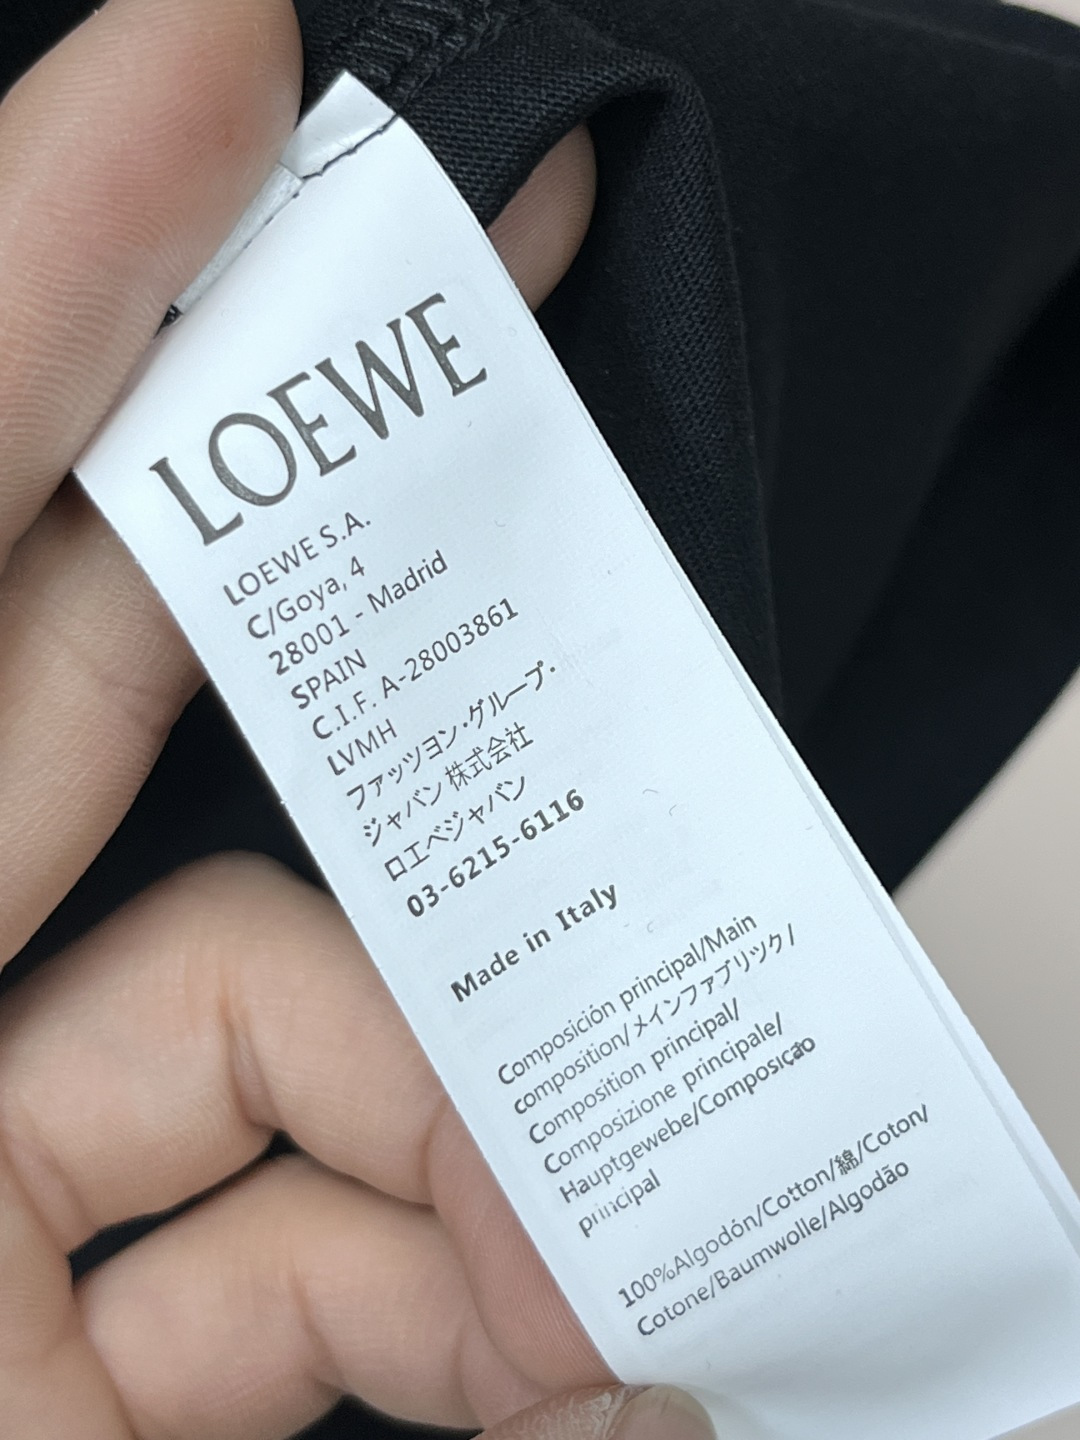 LOEWE
LOEWE S.A.
C/Goya, 4
28001 - Madrid
SPAIN
C.I.F. A-28003861
LVMH
ファッツヨン・グループ・
ジャバン 株式会社
ロエベジャバン
03-6215-6116
Made in Italy
Composición principal/Main
composition/メインファブリツク/
Composition principal/
Composizione principale/
Hauptgewebe/Composição
principal
100%Algodón/Cotton/綿/Coton/
Cotone/Baumwolle/Algodão